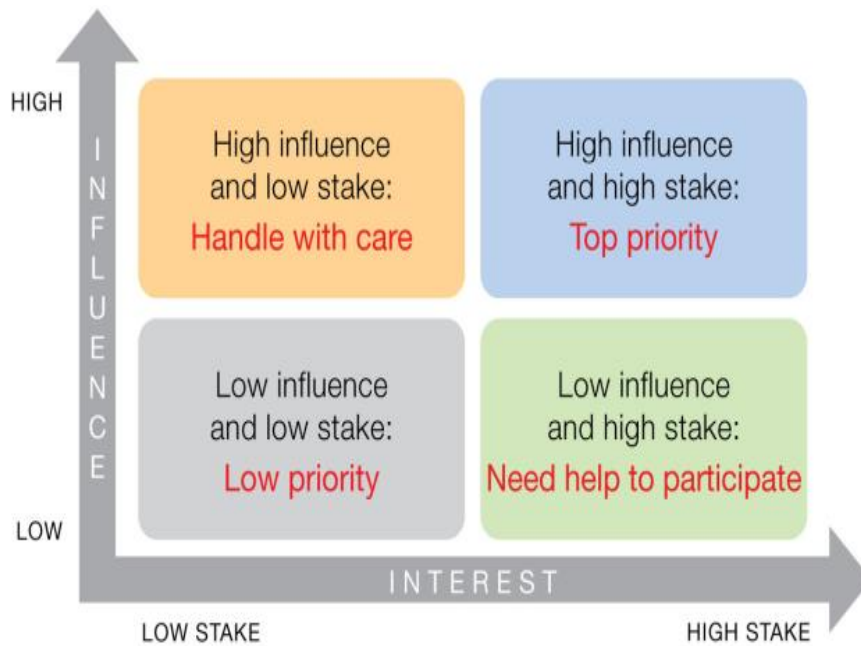 HIGH
INFLUENCE
High influence
and low stake:
Handle with care
High influence
and high stake:
Top priority
Low influence
and low stake:
Low priority
Low influence
and high stake:
Need help to participate
LOW
INTEREST
LOW STAKE
HIGH STAKE